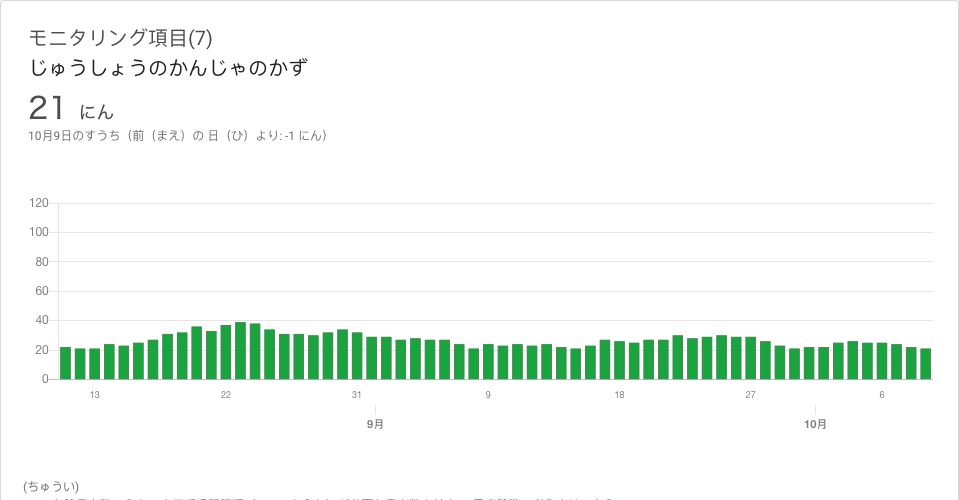 モニタリング項目(7)
じゅうしょうのかんじゃのかず
21 にん
10月9日のすうち（前（まえ）の 日（ひ）より: -1 にん）
120
100
80
60
40
20
0
13 22 31 9 18 27 6
9月 10月
(ちゅうい)